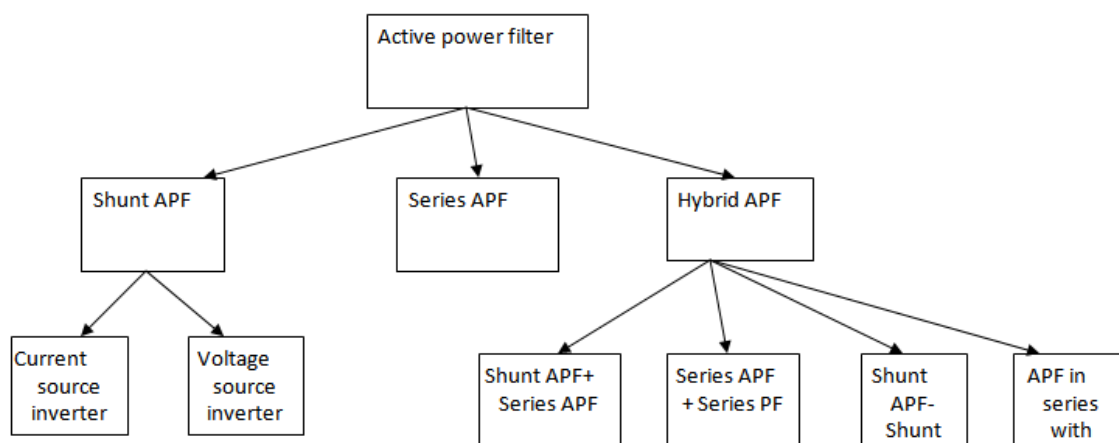 Active power filter
Shunt APF
Series APF
Hybrid APF
Current
source
inverter
Voltage
source
inverter
Shunt APF+
Series APF
Series APF
+ Series PF
Shunt
APF-
Shunt
APF in
series
with